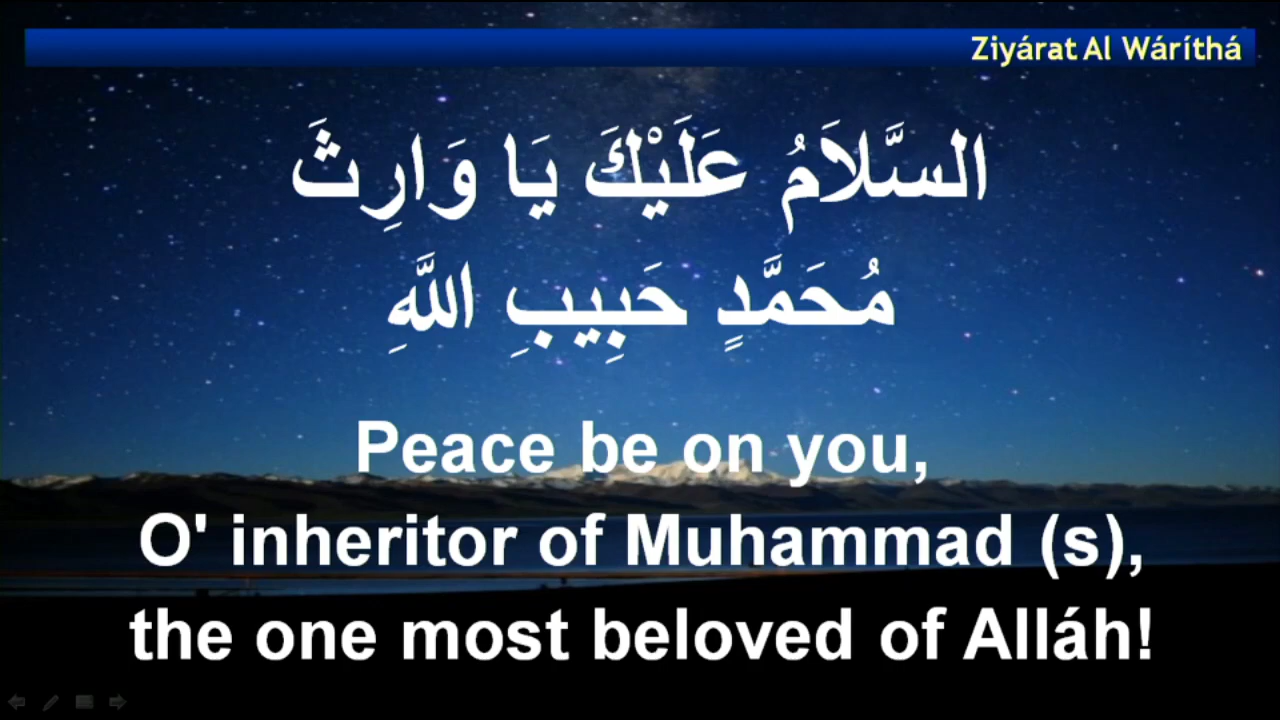 Ziyárat Al Wáríthá
السَّلاَمُ عَلَيْكَ يَا وَارِثَ
مُحَمَّدٍ حَبِيبِ اللَّهِ
Peace be on you,
O' inheritor of Muhammad (s),
the one most beloved of Alláh!